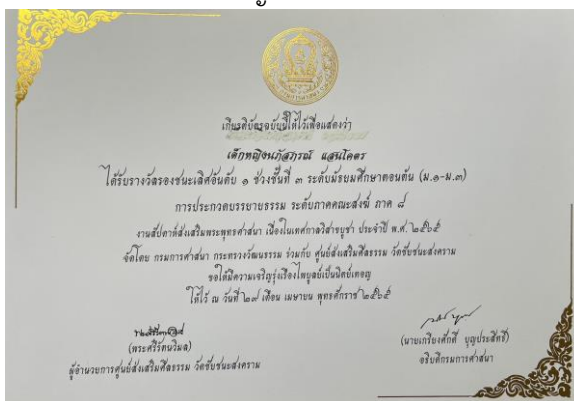 เกียรติบัตรฉบับนี้ให้ไว้เพื่อแสดงว่า
เด็กหญิงนภัสภรณ์ แสนโคตร
ได้รับรางวัลรองชนะเลิศอันดับ ๑ ช่วงชั้นที่ ๓ ระดับมัธยมศึกษาตอนต้น (ม.๑-ม.๓)
การประกวดบรรยายธรรม ระดับภาคคณะสงฆ์ ภาค ๘
งานสัปดาห์ส่งเสริมพระพุทธศาสนา เนื่องในเทศกาลวิสาขบูชา ประจำปี พ.ศ. ๒๕๖๕
จัดโดย กรมการศาสนา กระทรวงวัฒนธรรม ร่วมกับ ศูนย์ส่งเสริมศีลธรรม วัดชัยชนะสงคราม
ขอให้มีความเจริญรุ่งเรืองไพบูลย์เป็นนิตย์เทอญ
ให้ไว้ ณ วันที่ ๒๙ เดือน เมษายน พุทธศักราช ๒๕๖๕
(พระศรีรัตนวิมล)
ผู้อำนวยการศูนย์ส่งเสริมศีลธรรม วัดชัยชนะสงคราม
(นายเกรียงศักดิ์ บุญประสิทธิ์)
อธิบดีกรมการศาสนา